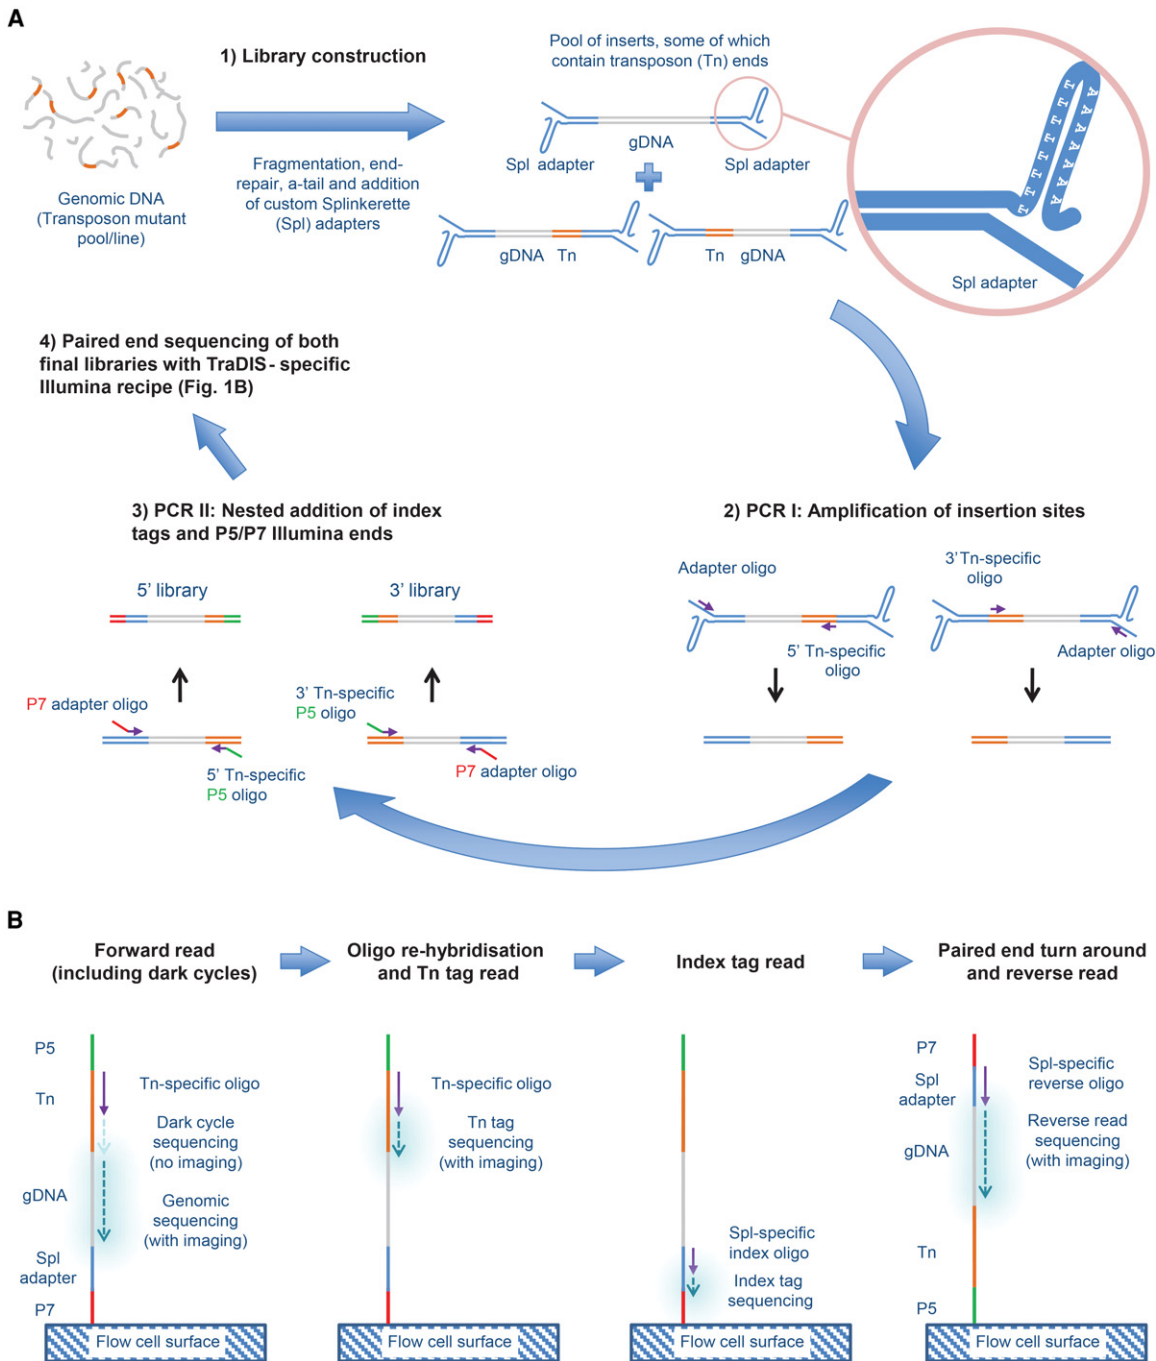 A
1) Library construction
Genomic DNA
(Transposon mutant
pool/line)
Fragmentation, end-
repair, a-tail and addition
of custom Splinkerette
(Spl) adapters
Pool of inserts, some of which
contain transposon (Tn) ends
gDNA
Spl adapter
Spl adapter
gDNA Tn
Tn gDNA
T T T T T T T T
A A A A A A A A
Spl adapter
4) Paired end sequencing of both
final libraries with TraDIS - specific
Illumina recipe (Fig. 1B)
3) PCR II: Nested addition of index
tags and P5/P7 Illumina ends
5’ library
3’ library
P7 adapter oligo
5’ Tn-specific
P5 oligo
3’ Tn-specific
P5 oligo
P7 adapter oligo
2) PCR I: Amplification of insertion sites
Adapter oligo
5’ Tn-specific
oligo
3’ Tn-specific
oligo
Adapter oligo
B
Forward read
(including dark cycles)
Oligo re-hybridisation
and Tn tag read
Index tag read
Paired end turn around
and reverse read
P5
Tn
gDNA
Spl
adapter
P7
Tn-specific oligo
Dark cycle
sequencing
(no imaging)
Genomic
sequencing
(with imaging)
Flow cell surface
Tn-specific oligo
Tn tag
sequencing
(with imaging)
Flow cell surface
Spl-specific
index oligo
Index tag
sequencing
Flow cell surface
P7
Spl
adapter
gDNA
Tn
P5
Spl-specific
reverse oligo
Reverse read
sequencing
(with imaging)
Flow cell surface